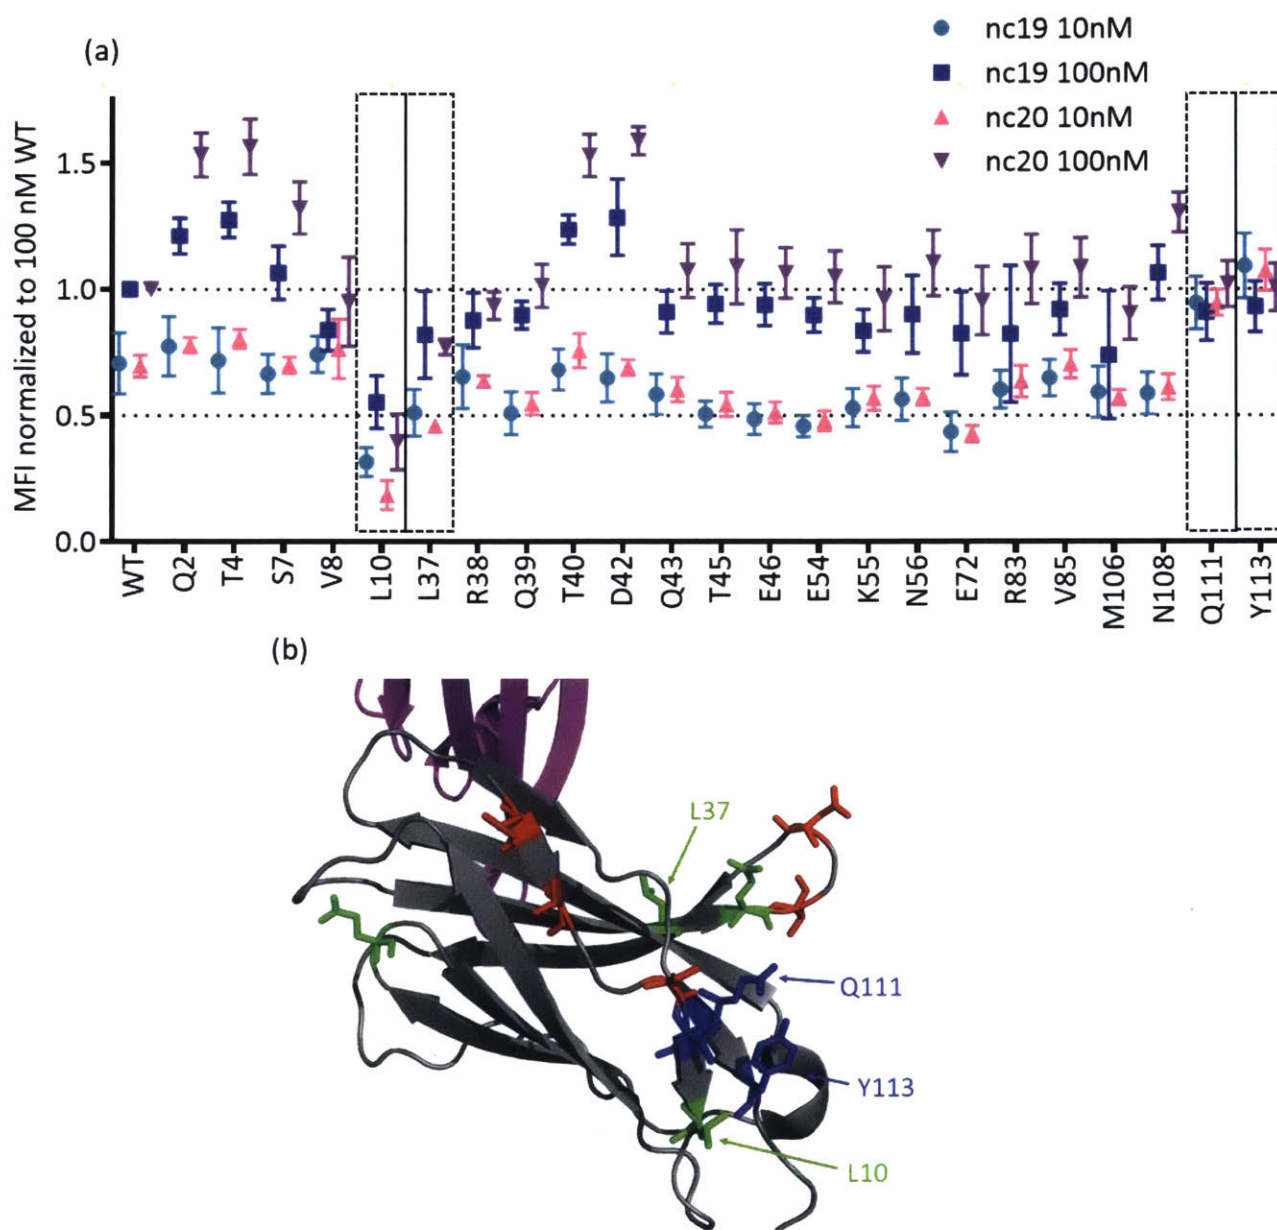 (a)
nc19 10nM
nc19 100nM
nc20 10nM
nc20 100nM
MFI normalized to 100 nM WT
1.5
1.0
0.5
0.0
WT
Q2
T4
S7
V8
L10
L37
R38
Q39
T40
D42
Q43
T45
E46
E54
K55
N56
E72
R83
V85
M106
N108
Q111
Y113
(b)
L37
Q111
Y113
L10